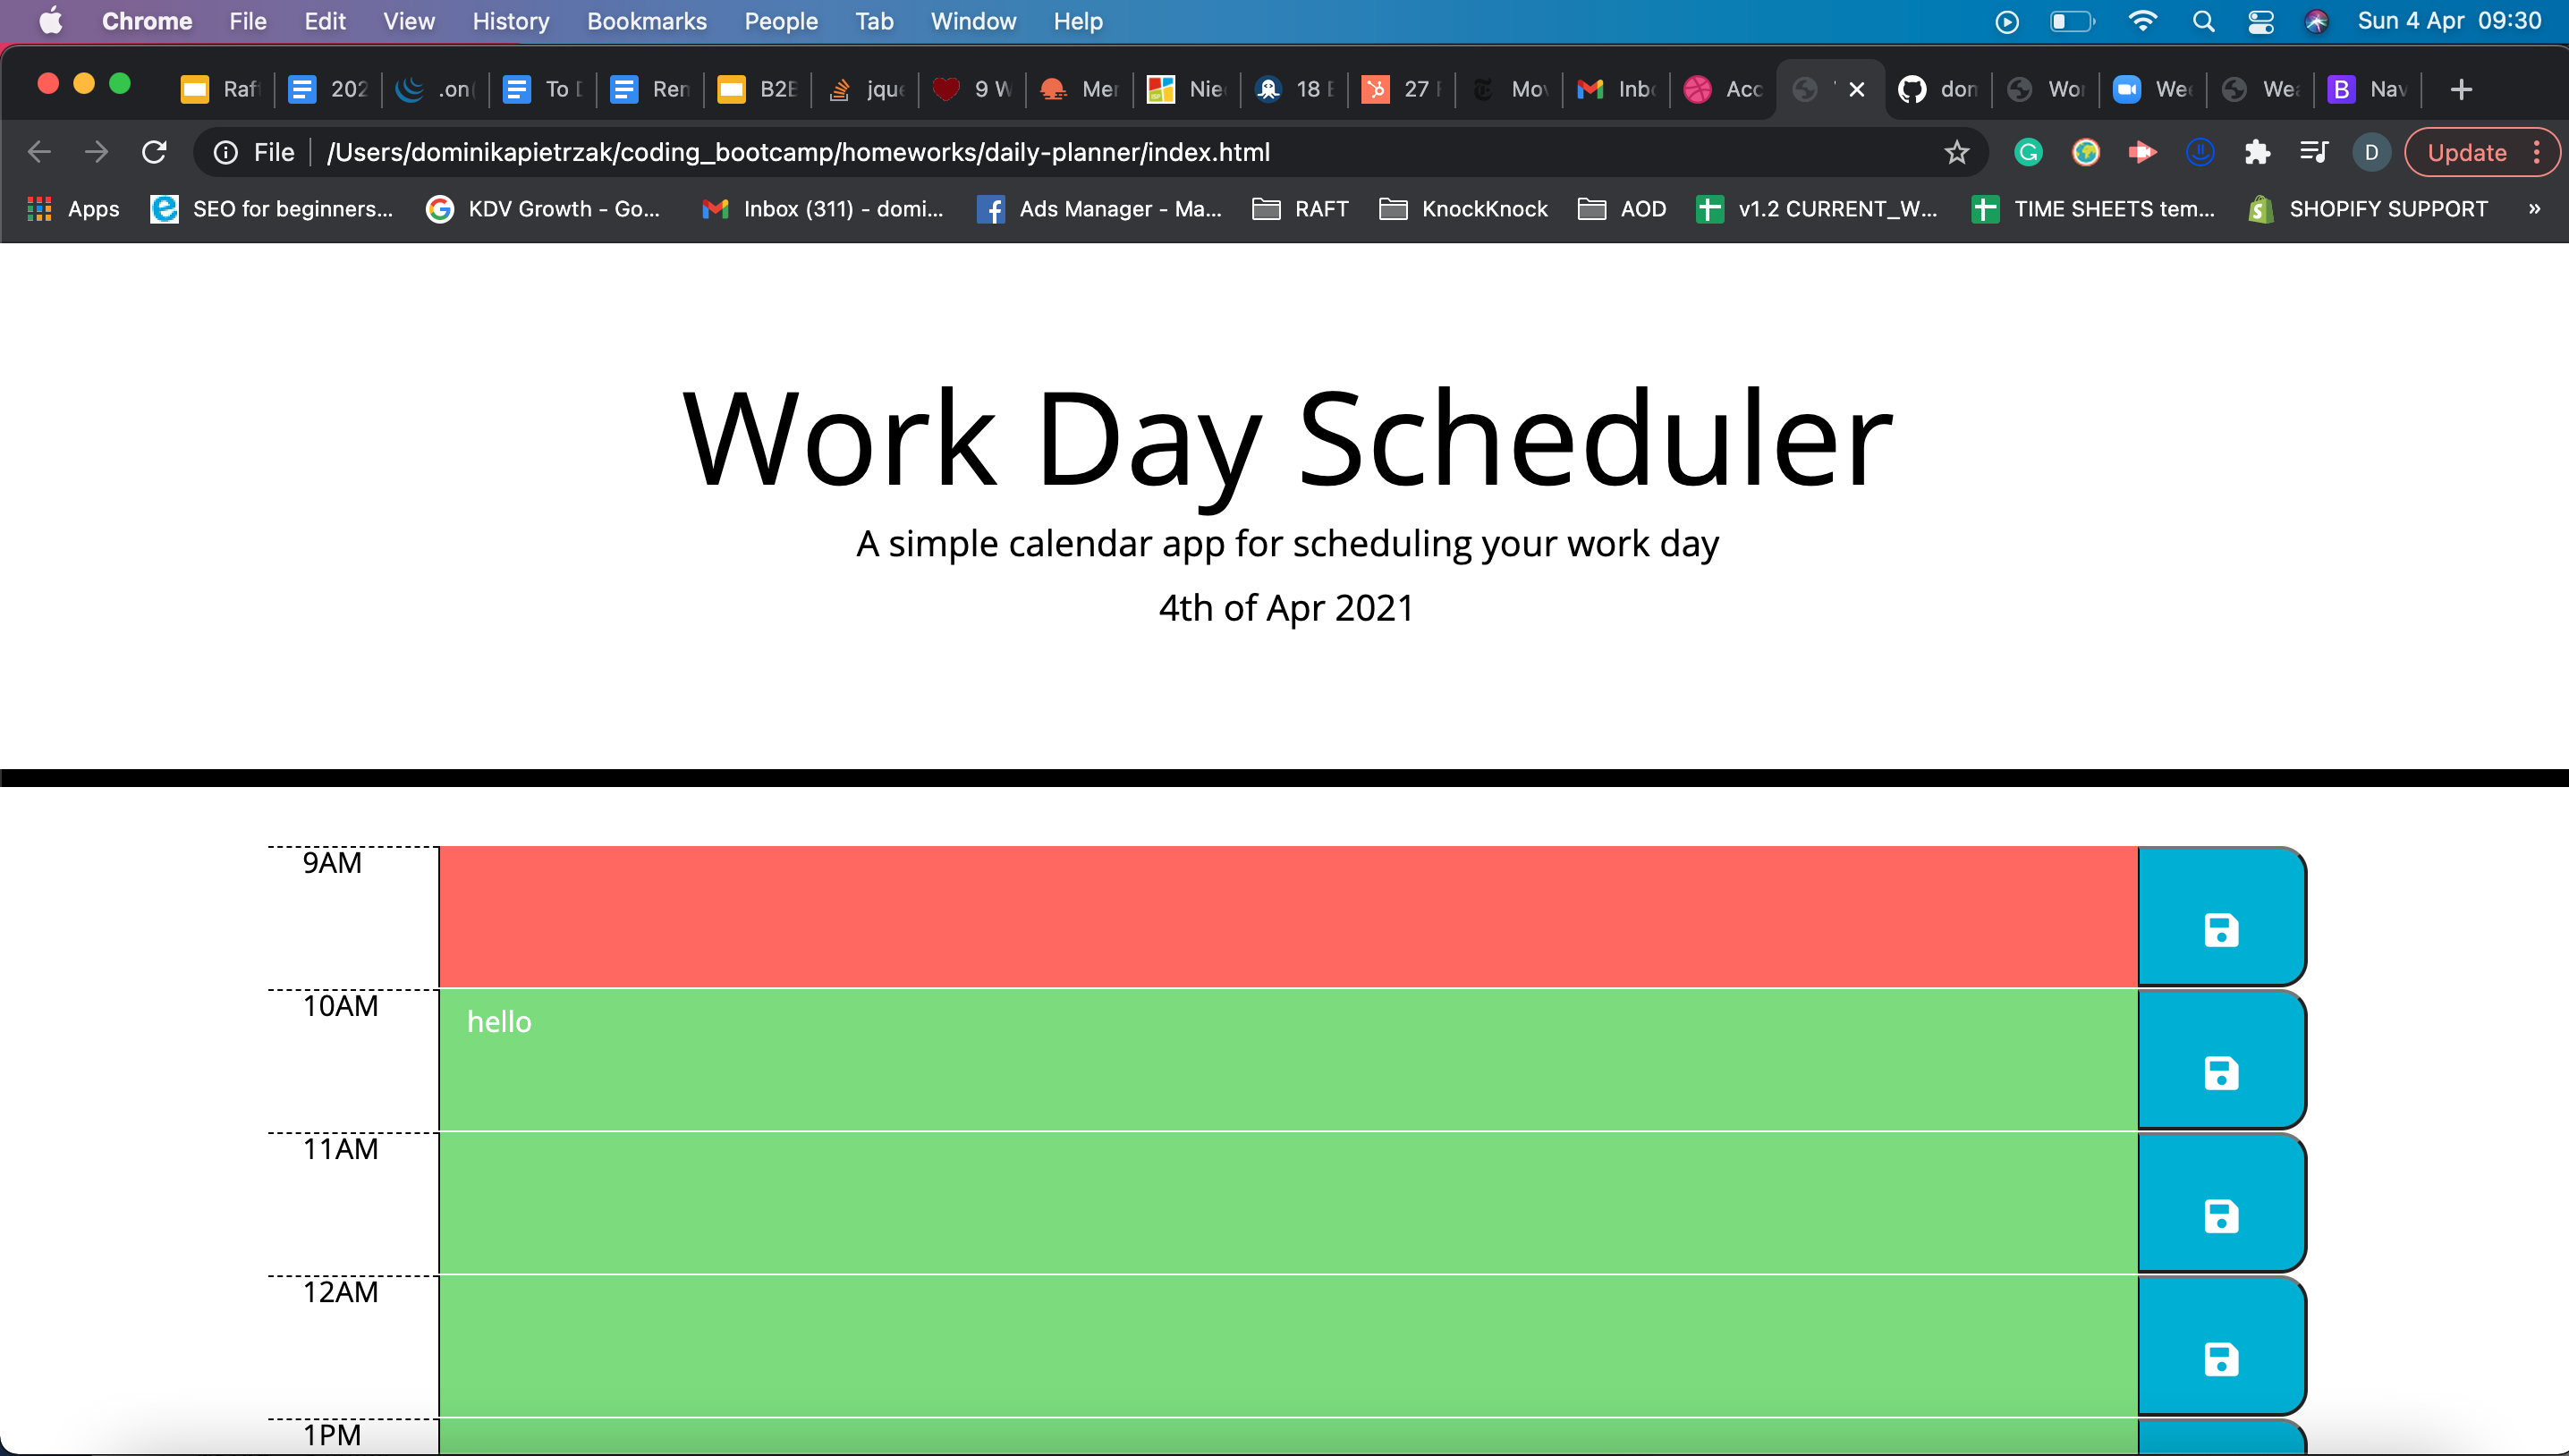 Chrome File Edit View History Bookmarks People Tab Window Help Sun 4 Apr 09:30
Raf 202 .on( To D Ren B2B jque 9 W Mer Nie 18 E 27 Mov Inbo Acc dom Wor We Wea Nav
File /Users/dominikapietrzak/coding_bootcamp/homeworks/daily-planner/index.html D Update
Apps SEO for beginners... KDV Growth - Go... Inbox (311) - domi... Ads Manager - Ma... RAFT KnockKnock AOD v1.2 CURRENT_W... TIME SHEETS tem... SHOPIFY SUPPORT »
Work Day Scheduler
A simple calendar app for scheduling your work day
4th of Apr 2021
9AM
10AM
hello
11AM
12AM
1PM